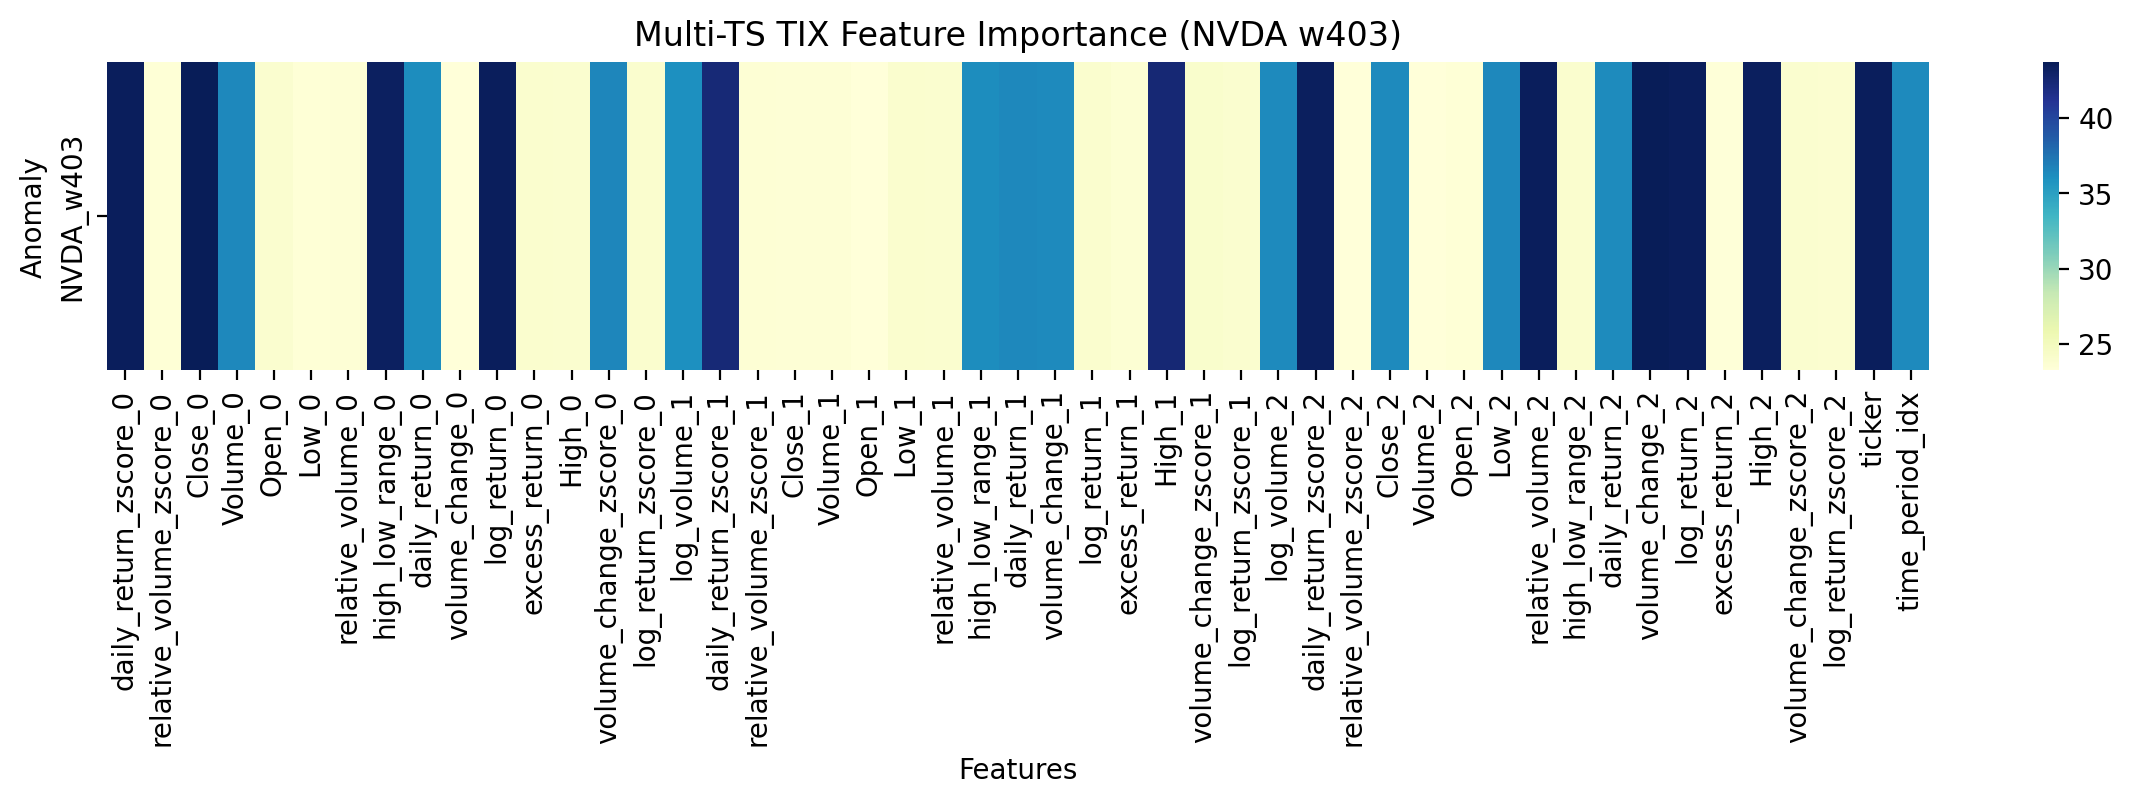 Multi-TS TIX Feature Importance (NVDA w403)
Anomaly
NVDA_w403
40
35
30
25
daily_return_zscore_0
relative_volume_zscore_0
Close_0
Volume_0
Open_0
Low_0
relative_volume_0
high_low_range_0
daily_return_0
volume_change_0
log_return_0
excess_return_0
High_0
volume_change_zscore_0
log_return_zscore_0
log_volume_1
daily_return_zscore_1
relative_volume_zscore_1
Close_1
Volume_1
Open_1
Low_1
relative_volume_1
high_low_range_1
daily_return_1
volume_change_1
log_return_1
excess_return_1
High_1
volume_change_zscore_1
log_return_zscore_1
log_volume_2
daily_return_zscore_2
relative_volume_zscore_2
Close_2
Volume_2
Open_2
Low_2
relative_volume_2
high_low_range_2
daily_return_2
volume_change_2
log_return_2
excess_return_2
High_2
volume_change_zscore_2
log_return_zscore_2
ticker
time_period_idx
Features